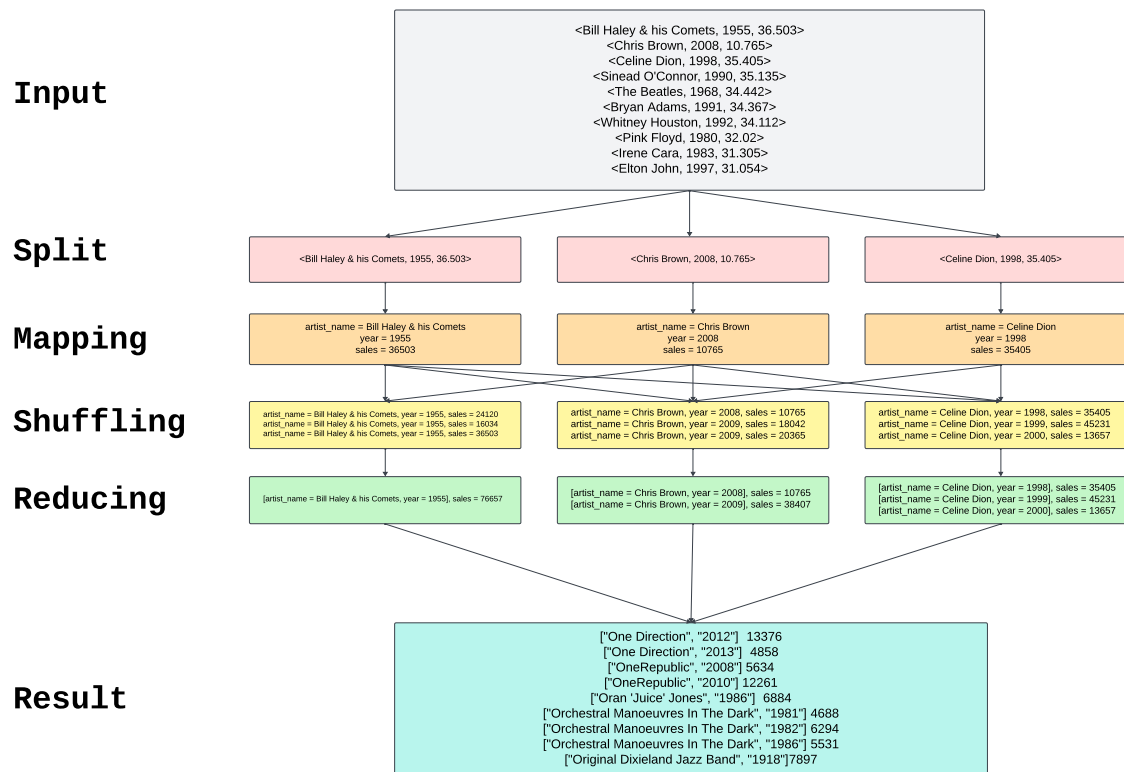 Input
<Bill Haley & his Comets, 1955, 36.503>
<Chris Brown, 2008, 10.765>
<Celine Dion, 1998, 35.405>
<Sinead O'Connor, 1990, 35.135>
<The Beatles, 1968, 34.442>
<Bryan Adams, 1991, 34.367>
<Whitney Houston, 1992, 34.112>
<Pink Floyd, 1980, 32.02>
<Irene Cara, 1983, 31.305>
<Elton John, 1997, 31.054>
Split
<Bill Haley & his Comets, 1955, 36.503>
<Chris Brown, 2008, 10.765>
<Celine Dion, 1998, 35.405>
Mapping
artist_name = Bill Haley & his Comets
year = 1955
sales = 36503
artist_name = Chris Brown
year = 2008
sales = 10765
artist_name = Celine Dion
year = 1998
sales = 35405
Shuffling
artist_name = Bill Haley & his Comets, year = 1955, sales = 24120
artist_name = Bill Haley & his Comets, year = 1955, sales = 16034
artist_name = Bill Haley & his Comets, year = 1955, sales = 36503
artist_name = Chris Brown, year = 2008, sales = 10765
artist_name = Chris Brown, year = 2009, sales = 18042
artist_name = Chris Brown, year = 2009, sales = 20365
artist_name = Celine Dion, year = 1998, sales = 35405
artist_name = Celine Dion, year = 1999, sales = 45231
artist_name = Celine Dion, year = 2000, sales = 13657
Reducing
[artist_name = Bill Haley & his Comets, year = 1955], sales = 76657
[artist_name = Chris Brown, year = 2008], sales = 10765
[artist_name = Chris Brown, year = 2009], sales = 38407
[artist_name = Celine Dion, year = 1998], sales = 35405
[artist_name = Celine Dion, year = 1999], sales = 45231
[artist_name = Celine Dion, year = 2000], sales = 13657
Result
["One Direction", "2012"]  13376
["One Direction", "2013"]  4858
["OneRepublic", "2008"] 5634
["OneRepublic", "2010"] 12261
["Oran 'Juice' Jones", "1986"]  6884
["Orchestral Manoeuvres In The Dark", "1981"] 4688
["Orchestral Manoeuvres In The Dark", "1982"] 6294
["Orchestral Manoeuvres In The Dark", "1986"] 5531
["Original Dixieland Jazz Band", "1918"]7897